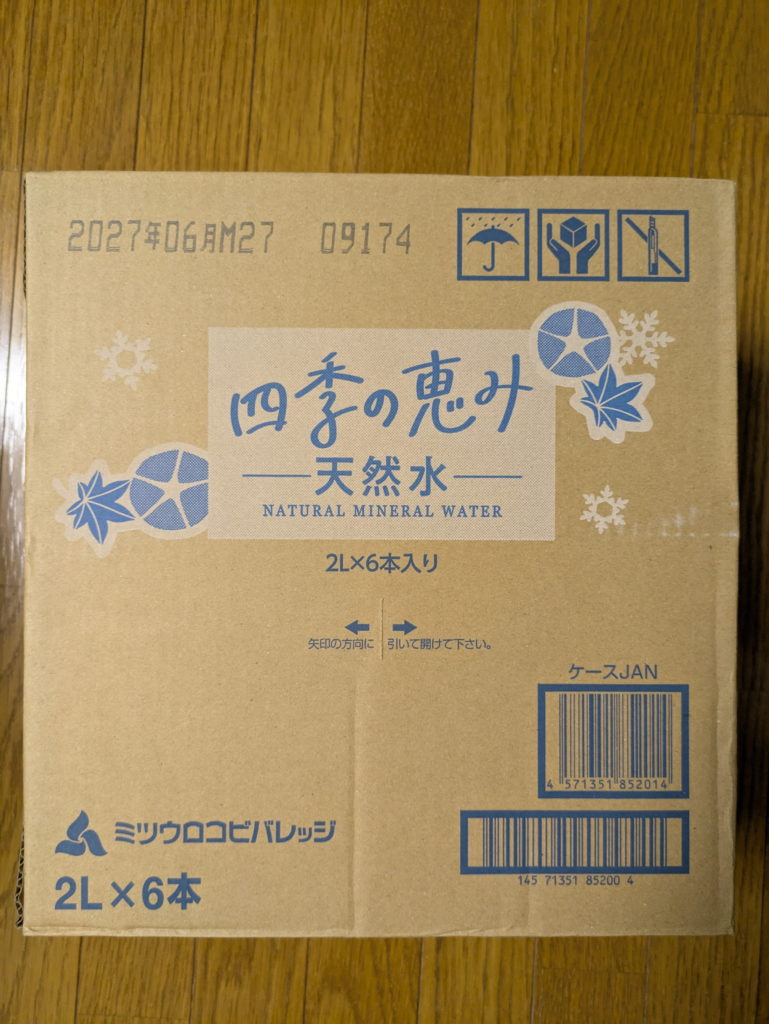 2027年06月M27 09174
四季の恵み
天然水
NATURAL MINERAL WATER
2L×6本入り
矢印の方向に 引いて開けて下さい。
ケースJAN
4 571351 852014
ミツウロコビバレッジ
145 71351 85200 4
2L×6本